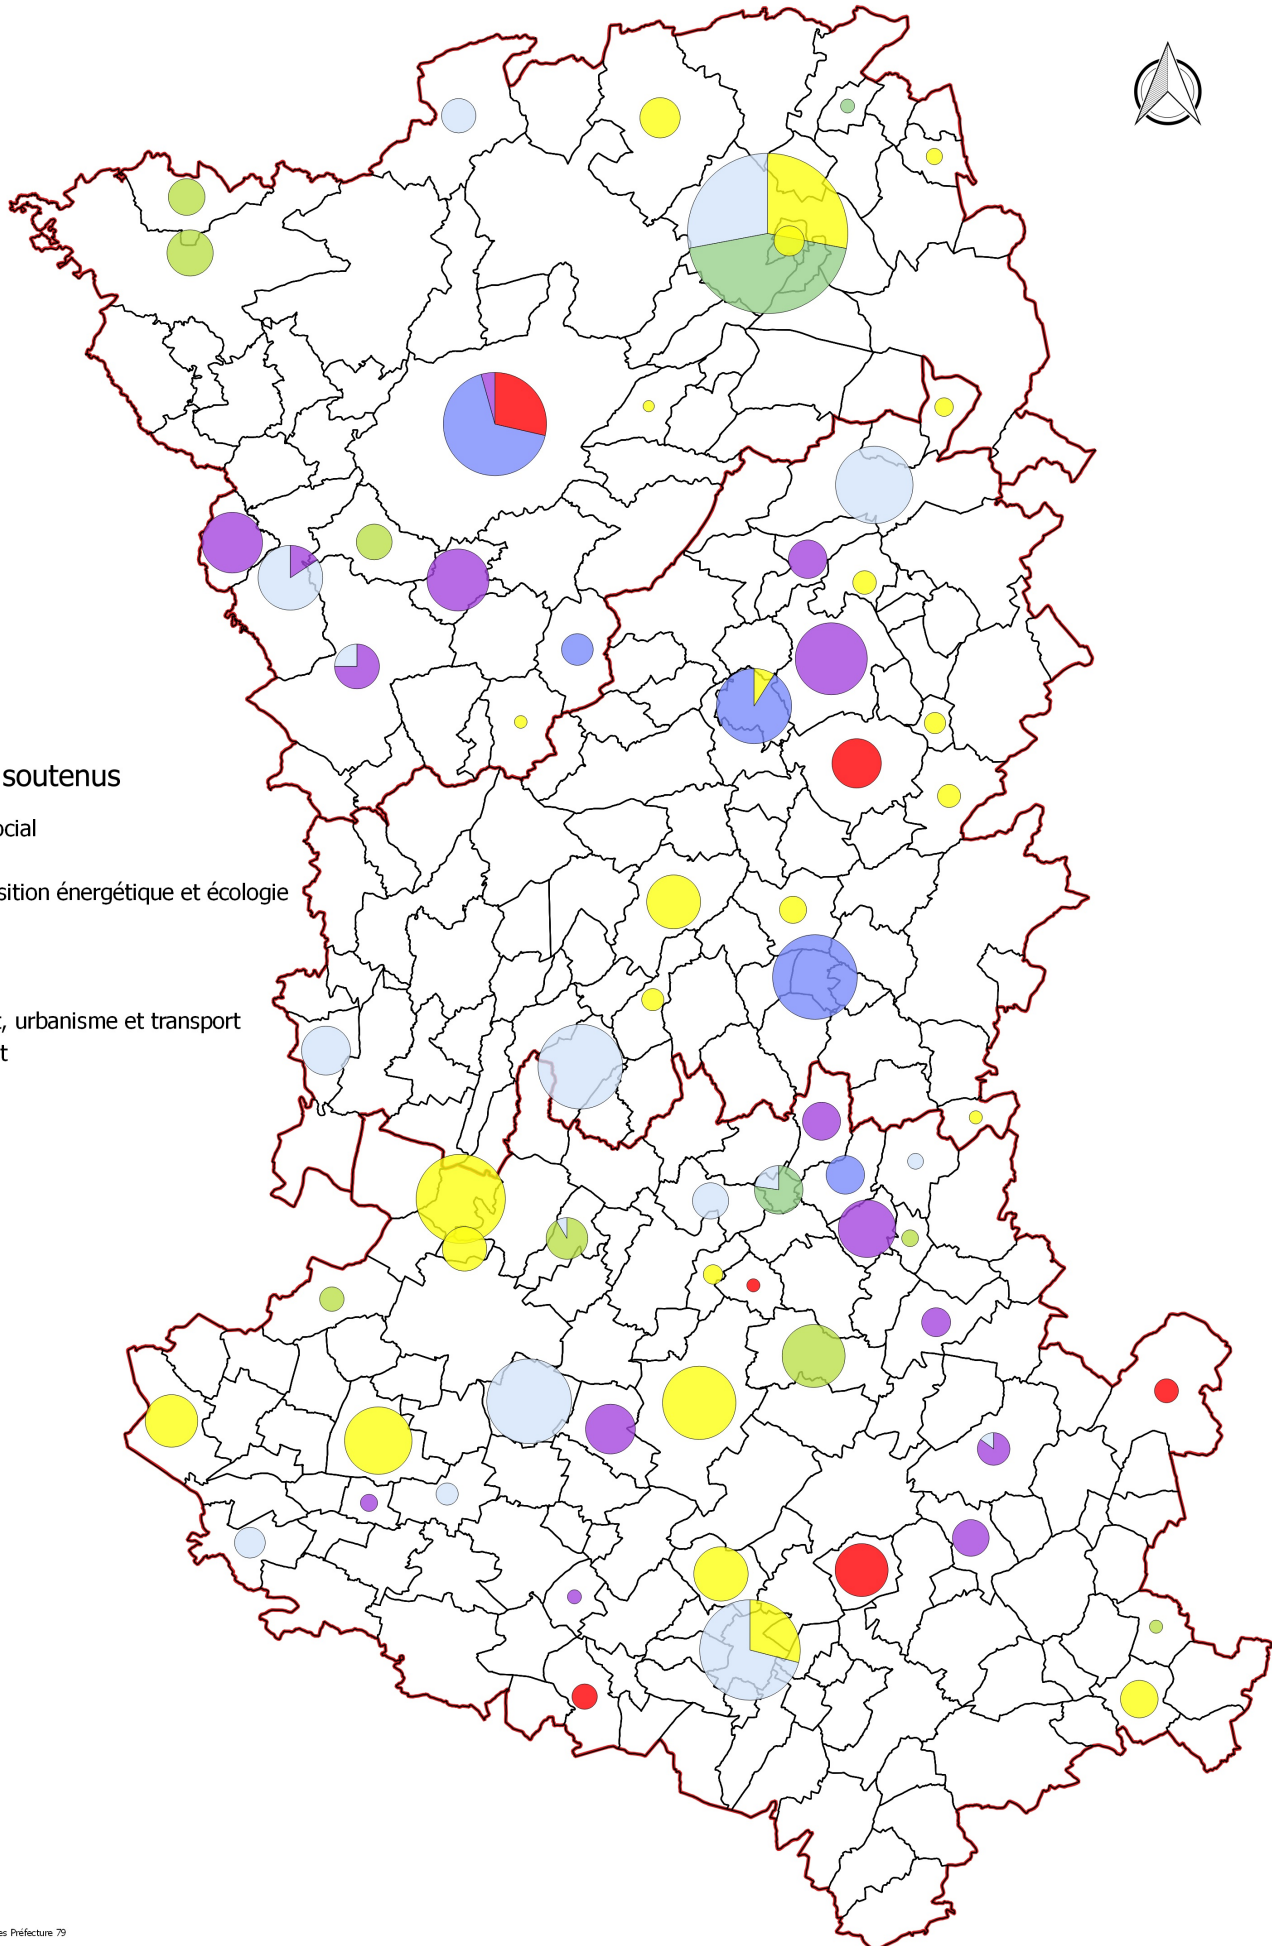 soutenus
ocial
sition énergétique et écologie
, urbanisme et transport
t
es Préfecture 79